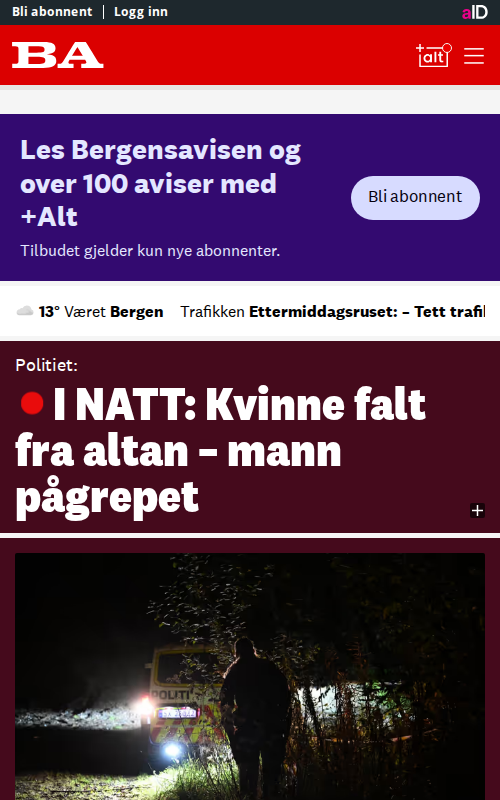 Bli abonnent | Logg inn
aID
BA
+alt
Les Bergensavisen og
over 100 aviser med
+Alt
Bli abonnent
Tilbudet gjelder kun nye abonnenter.
13° Været Bergen Trafikken Ettermiddagsruset: – Tett trafi
Politiet:
I NATT: Kvinne falt
fra altan – mann
pågrepet
POLITI